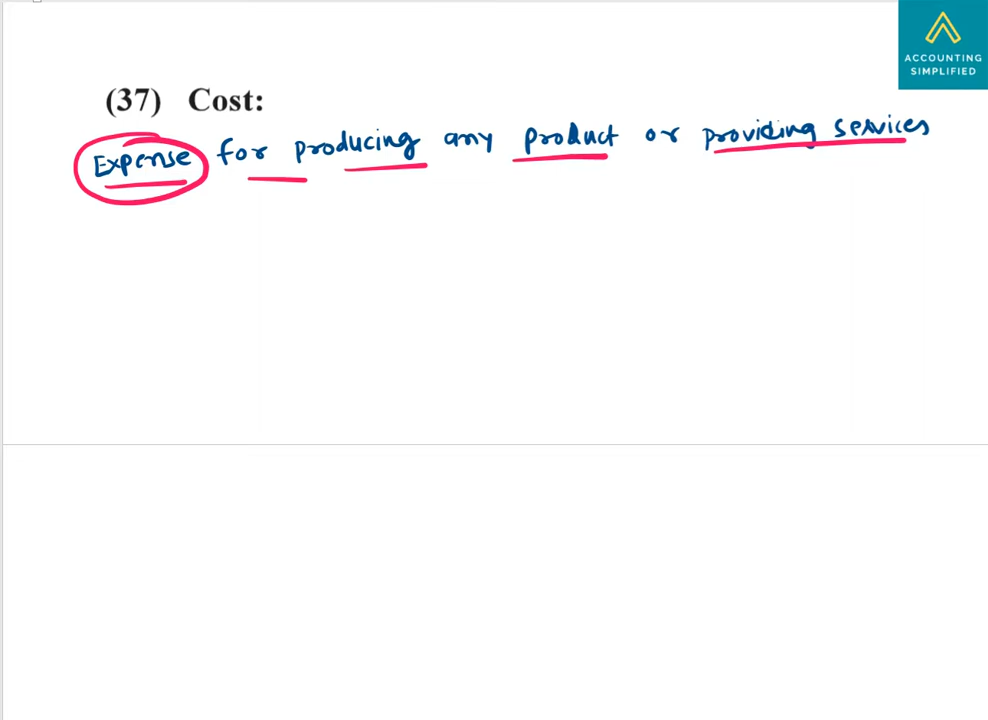 ACCOUNTING
SIMPLIFIED
(37) Cost:
Expense for producing any product or providing services